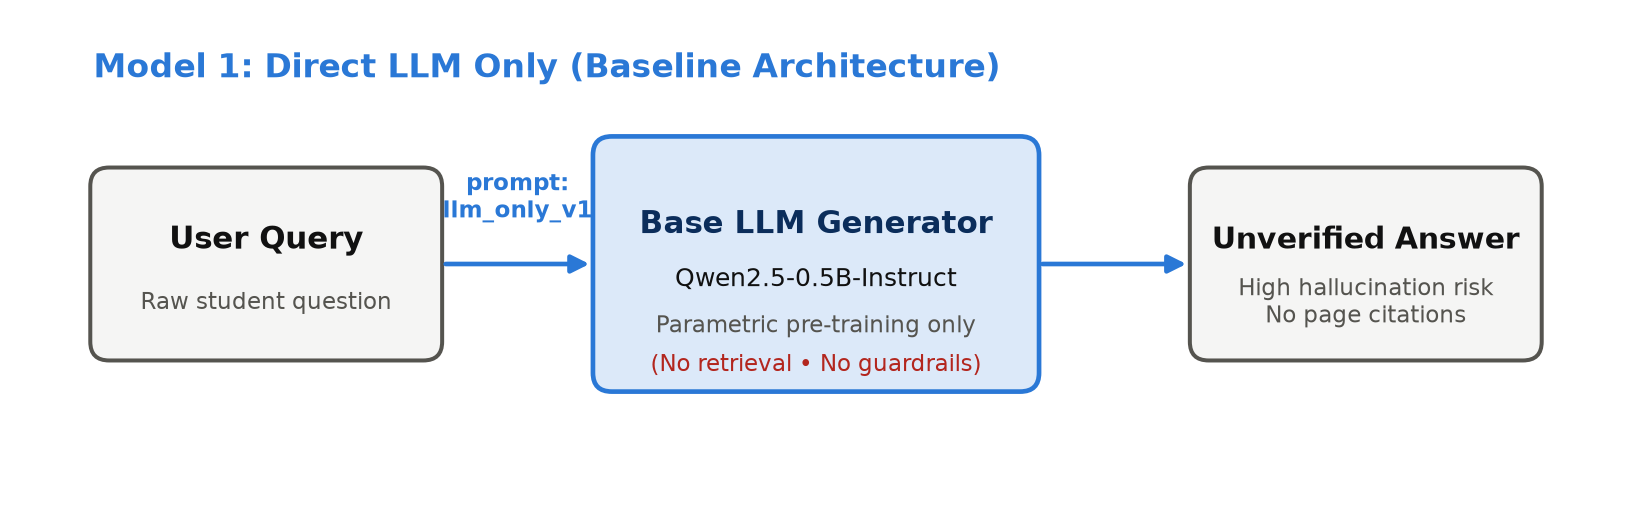 Model 1: Direct LLM Only (Baseline Architecture)
User Query
Raw student question
prompt:
llm_only_v1
Base LLM Generator
Qwen2.5-0.5B-Instruct
Parametric pre-training only
(No retrieval • No guardrails)
Unverified Answer
High hallucination risk
No page citations